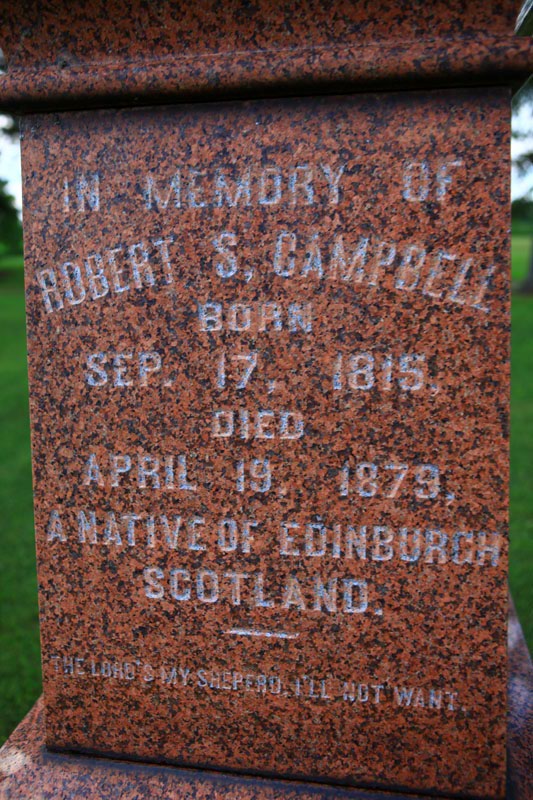 IN MEMORY OF
ROBERT S, CAMPBELL
BORN
SEP. 17, 1815,
DIED
APRIL 19, 1879,
A NATIVE OF EDINBURGH
SCOTLAND.
THE LORD'S MY SHEPERD, I'LL NOT WANT.